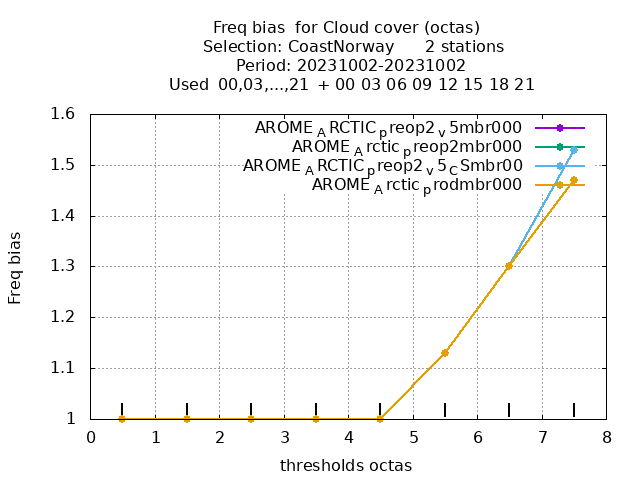 Freq bias  for Cloud cover (octas)
Selection: CoastNorway      2 stations
Period: 20231002-20231002
Used  00,03,...,21  + 00 03 06 09 12 15 18 21
AROME_ARCTIC_preop2_v5mbr000
AROME_Arctic_preop2mbr000
AROME_ARCTIC_preop2_v5_CSmbr00
AROME_Arctic_prodmbr000
1.6
1.5
1.4
1.3
1.2
1.1
1
Freq bias
0 1 2 3 4 5 6 7 8
thresholds octas